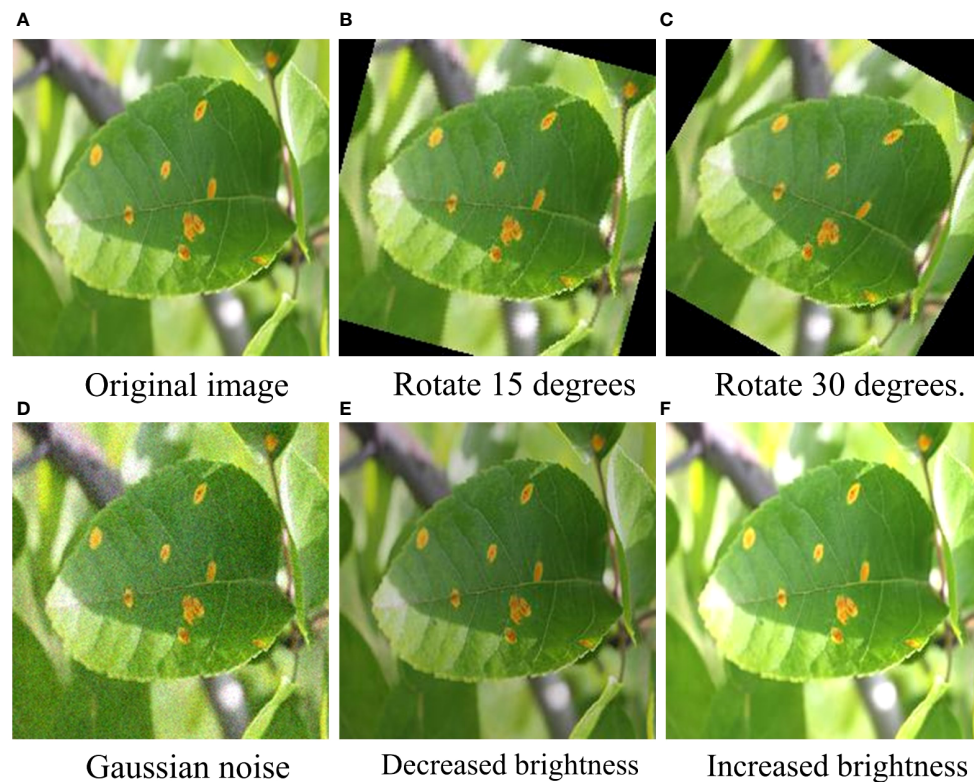 A B C
Original image Rotate 15 degrees Rotate 30 degrees.
D E F
Gaussian noise Decreased brightness Increased brightness